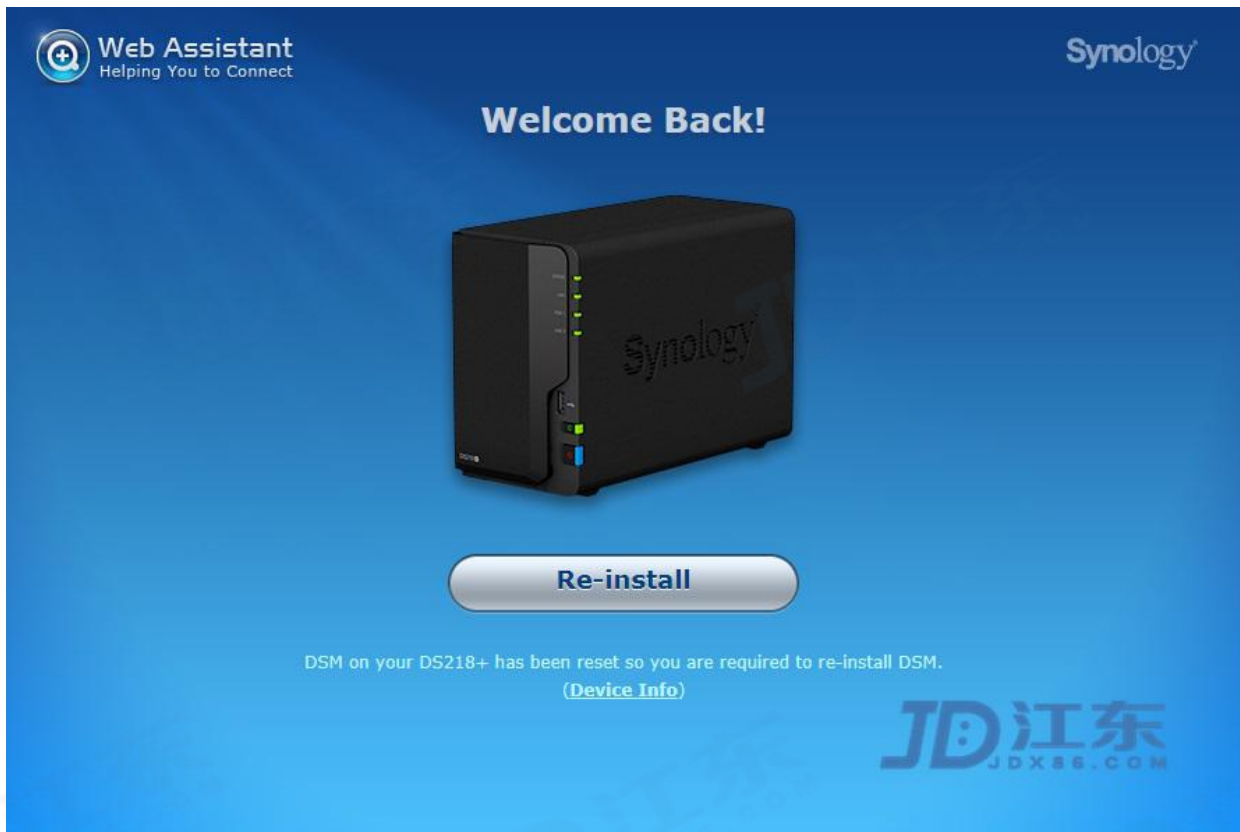 Web Assistant
Helping You to Connect
Synology
Welcome Back!
Synology
Re-install
DSM on your DS218+ has been reset so you are required to re-install DSM.
(Device Info)
JD江东
JDX86.COM